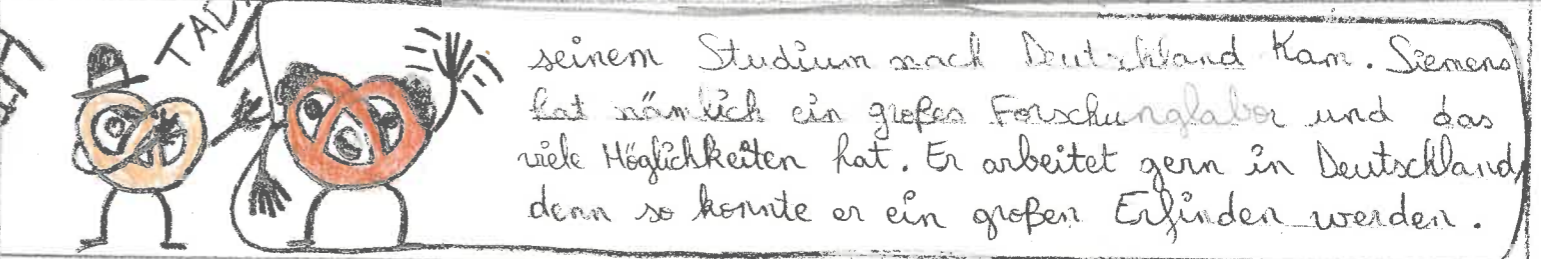 TAD
seinem Studium nach Deutschland Kam. Siemens
hat nämlich ein großes Forschunglabor und das
viele Möglichkeiten hat. Er arbeitet gern in Deutschland,
denn so konnte er ein großen Erfinden werden.